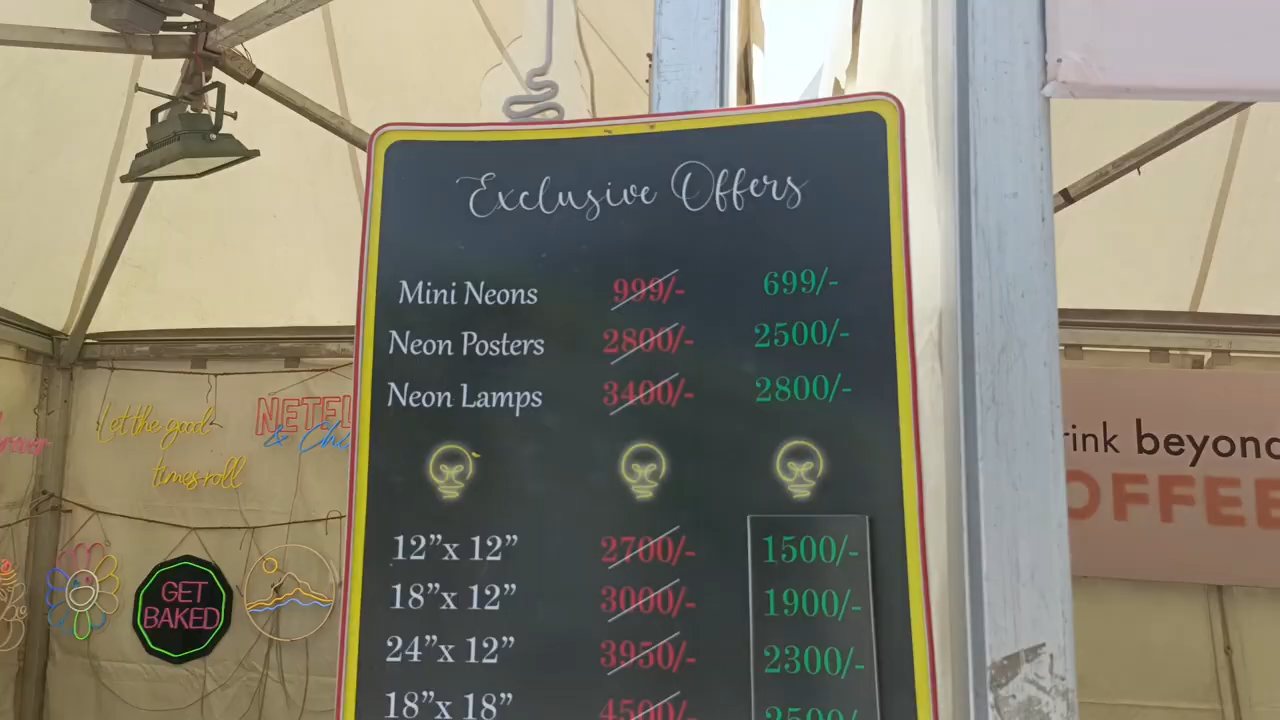 Exclusive Offers
Mini Neons 999/- 699/-
Neon Posters 2800/- 2500/-
Neon Lamps 3400/- 2800/-
12”x 12” 2700/- 1500/-
18”x 12” 3000/- 1900/-
24”x 12” 3950/- 2300/-
18”x 18” 4500/- 2500/-
Let the good
times roll
NETFL
& Chi
GET
BAKED
rink beyond
OFFEE